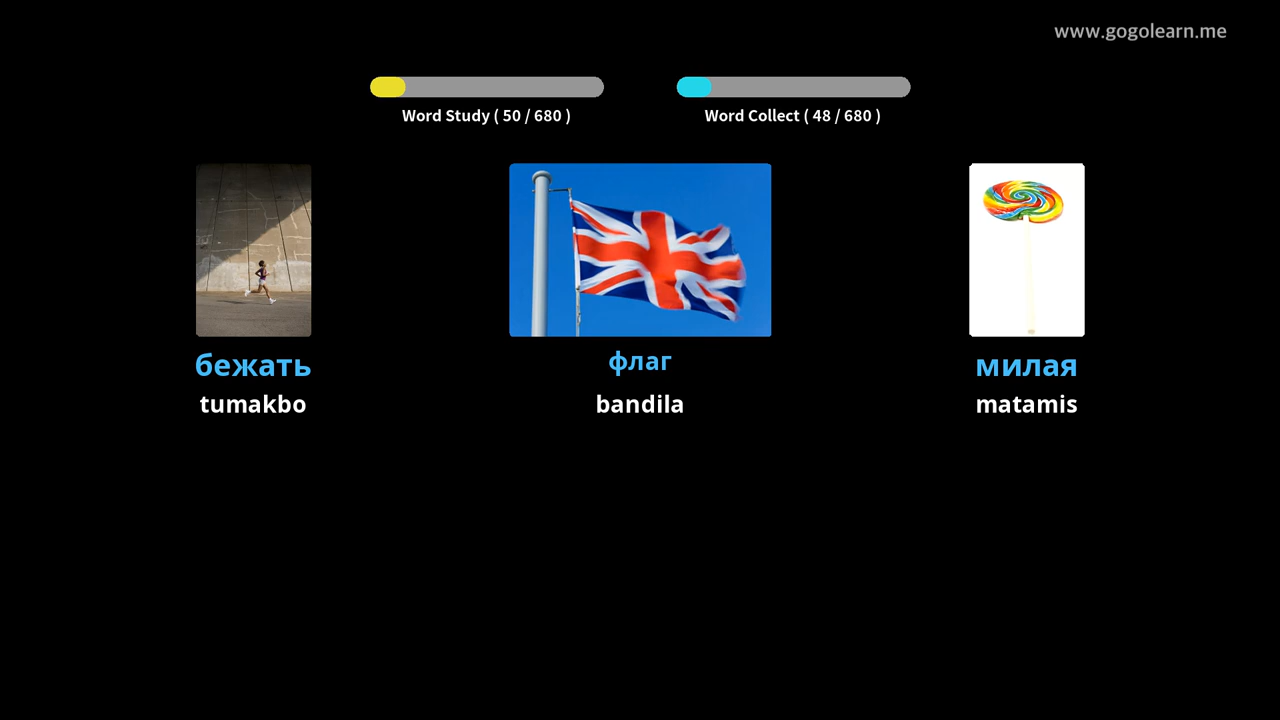 www.gogolearn.me
Word Study ( 50 / 680 )
Word Collect ( 48 / 680 )
бежать
tumakbo
флаг
bandila
милая
matamis